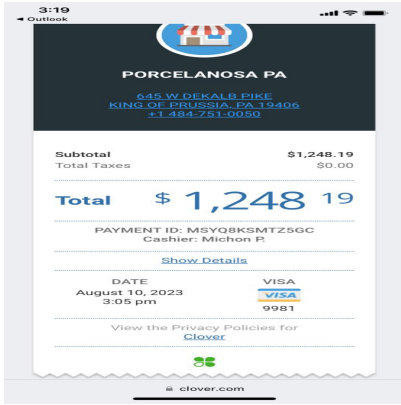 3:19
◀ Outlook
PORCELANOSA PA
645 W DEKALB PIKE
KING OF PRUSSIA, PA 19406
+1 484-751-0050
Subtotal $1,248.19
Total Taxes $0.00
Total $ 1,248 19
PAYMENT ID: MSYQ8KSMTZ5GC
Cashier: Michon P.
Show Details
DATE VISA
August 10, 2023 VISA
3:05 pm 9981
View the Privacy Policies for
Clover
clover.com